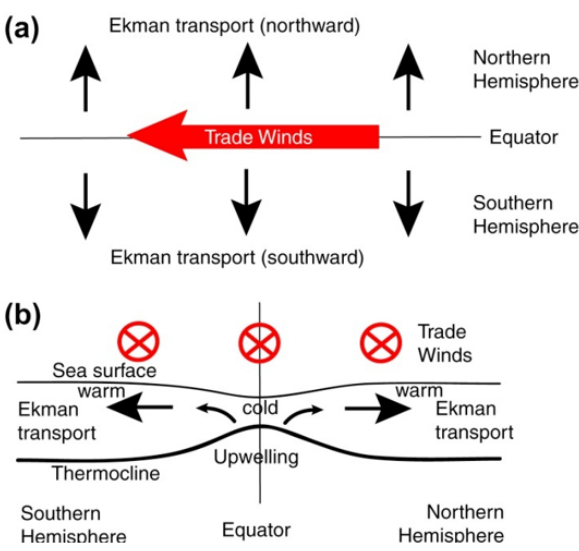 (a)
Ekman transport (northward)
Northern
Hemisphere
Trade Winds
Equator
Southern
Hemisphere
Ekman transport (southward)
(b)
Trade
Winds
Sea surface
warm
warm
cold
Ekman
transport
Ekman
transport
Upwelling
Thermocline
Southern
Hemisphere
Equator
Northern
Hemisphere